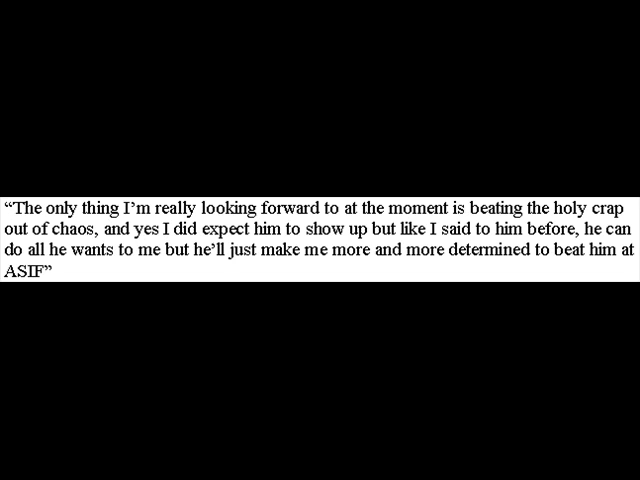 “The only thing I’m really looking forward to at the moment is beating the holy crap
out of chaos, and yes I did expect him to show up but like I said to him before, he can
do all he wants to me but he’ll just make me more and more determined to beat him at
ASIF”